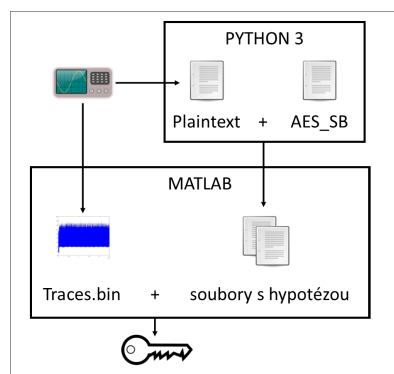 PYTHON 3
Plaintext + AES_SB
MATLAB
Traces.bin + soubory s hypotézou